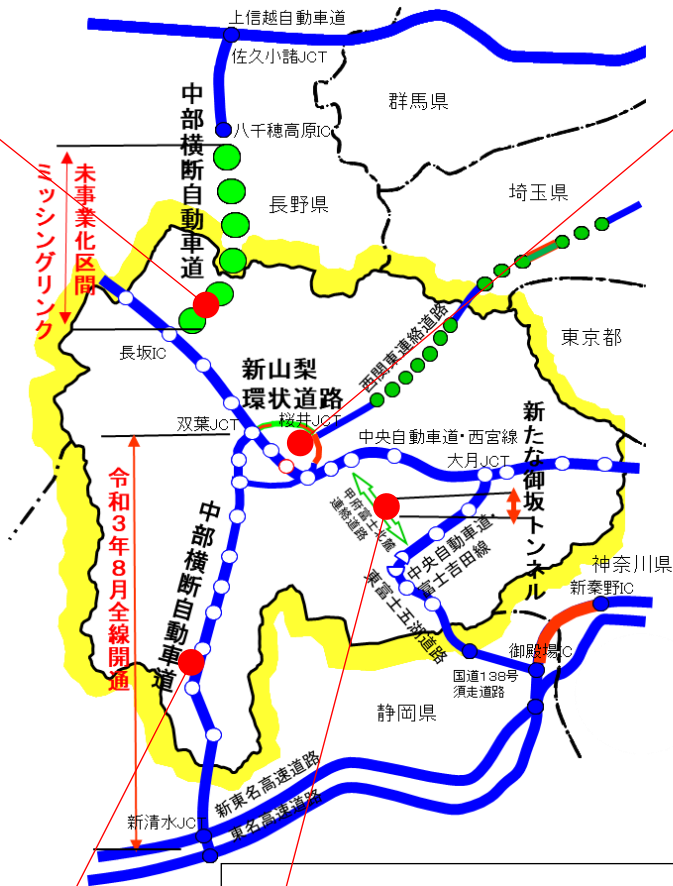 上信越自動車道
佐久小諸JCT
群馬県
八千穂高原IC
中部横断自動車道
長野県
埼玉県
未事業化区間
ミッシングリンク
西関東連絡道路
東京都
長坂IC
新山梨
環状道路
双葉JCT
桜井JCT
中央自動車道・西宮線
大月JCT
新たな御坂トンネル
甲府富士北麓
連絡道路
中央自動車道・
富士吉田線
東富士五湖道路
令和3年8月全線開通
中部横断自動車道
神奈川県
新秦野IC
御殿場IC
国道138号
須走道路
静岡県
新東名高速道路
東名高速道路
新清水JCT